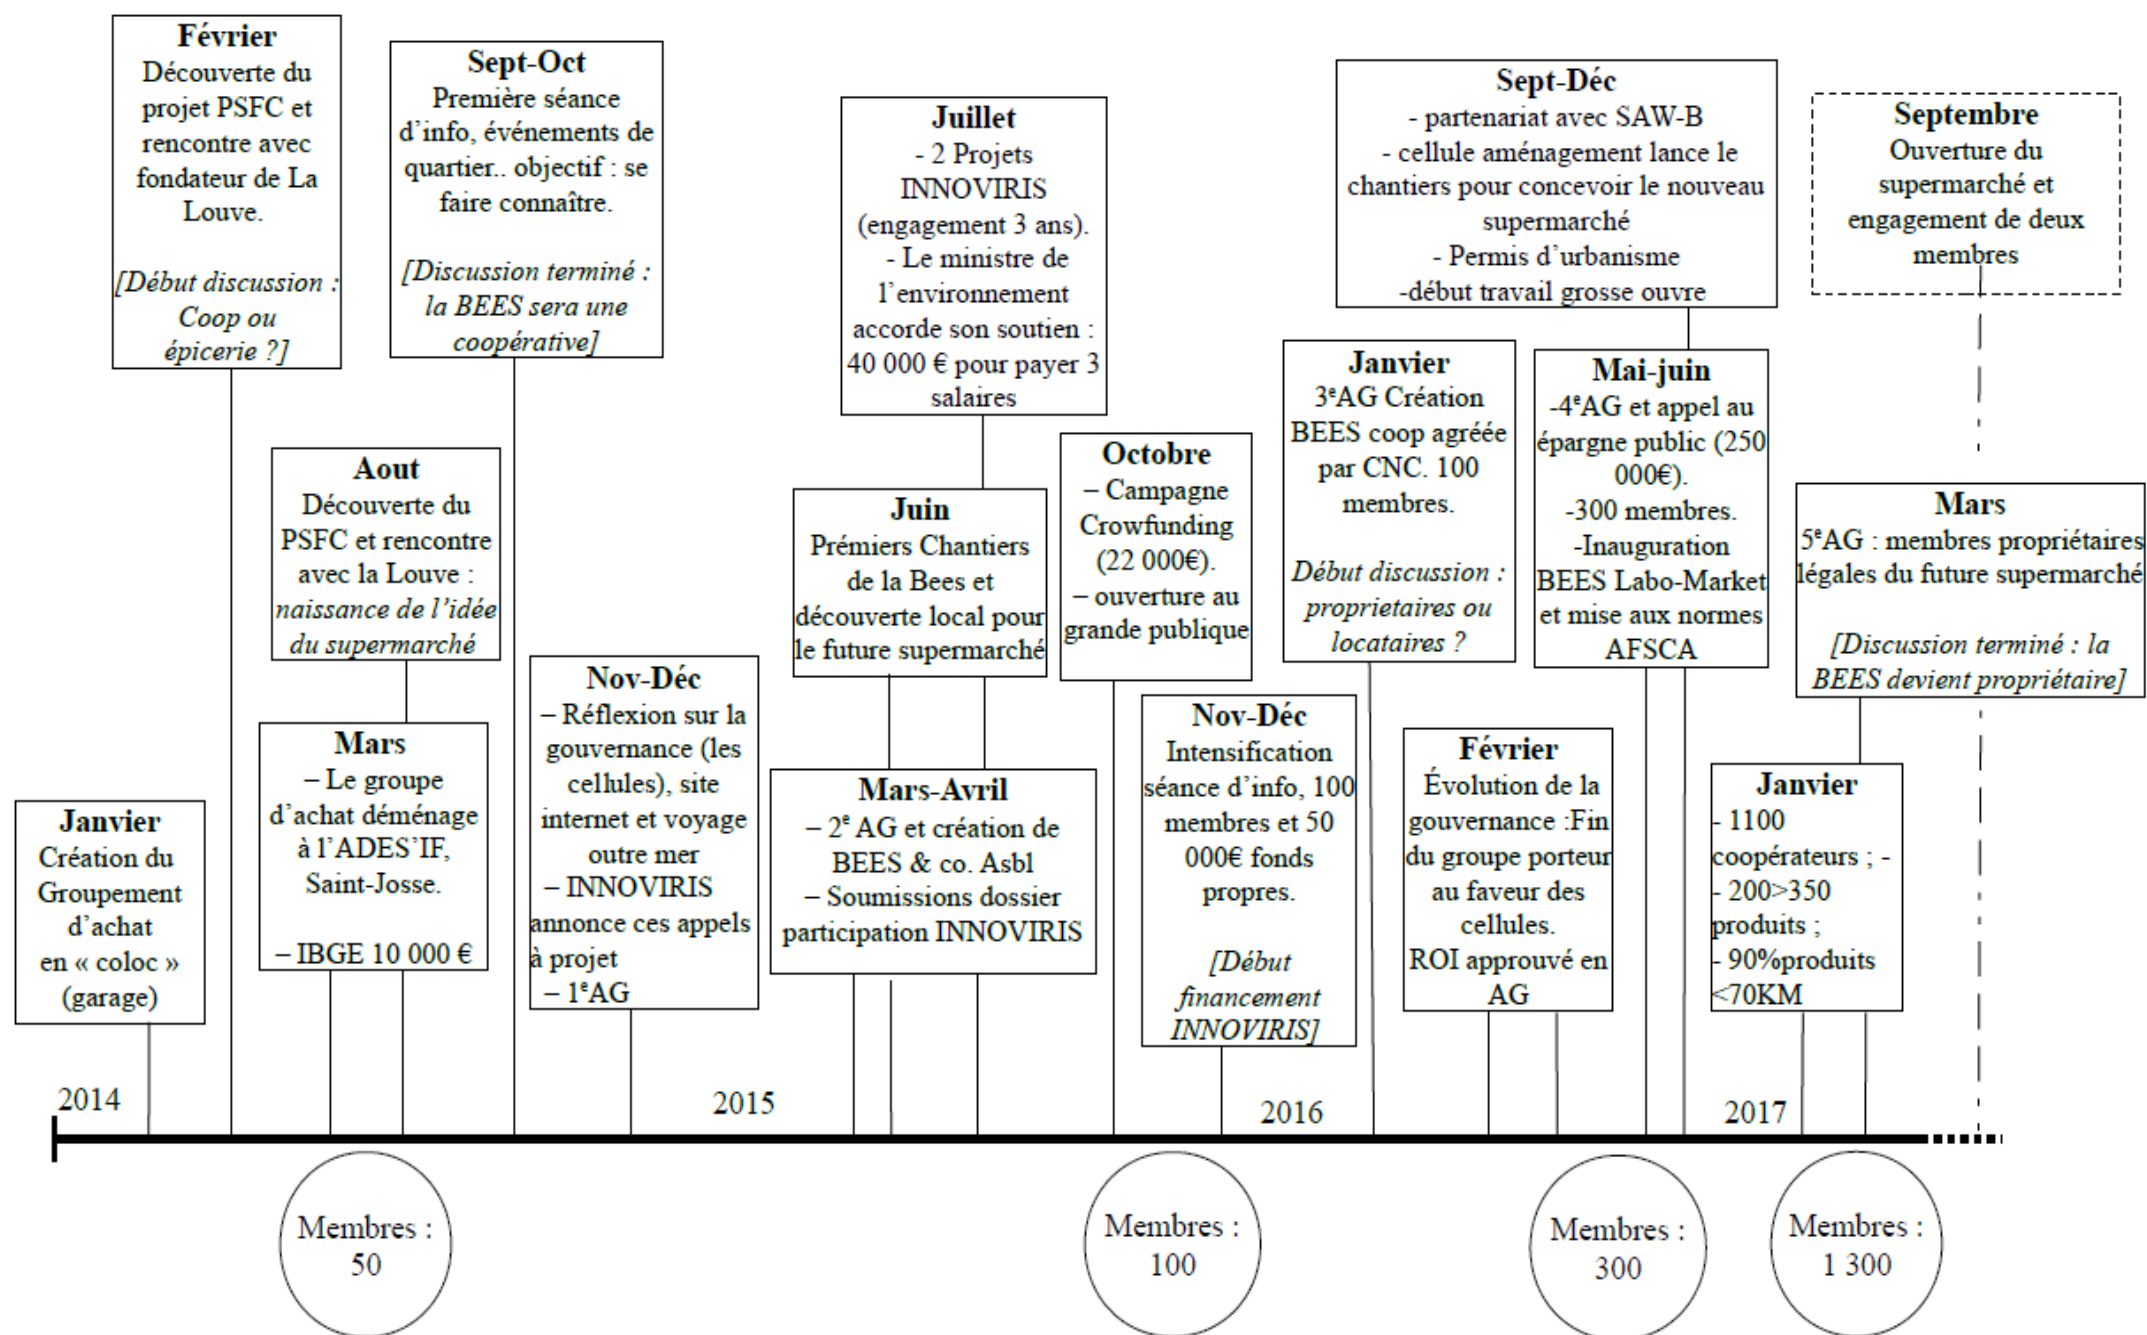 Février
Découverte du
projet PSFC et
rencontre avec
fondateur de La
Louve.
[Début discussion :
Coop ou
épicerie ?]
Sept-Oct
Première séance
d’info, événements de
quartier.. objectif : se
faire connaître.
[Discussion terminé :
la BEES sera une
coopérative]
Juillet
- 2 Projets
INNOVIRIS
(engagement 3 ans).
- Le ministre de
l’environnement
accorde son soutien :
40 000 € pour payer 3
salaires
Sept-Déc
- partenariat avec SAW-B
- cellule aménagement lance le
chantiers pour concevoir le nouveau
supermarché
- Permis d’urbanisme
-début travail grosse ouvre
Septembre
Ouverture du
supermarché et
engagement de deux
membres
Aout
Découverte du
PSFC et rencontre
avec la Louve :
naissance de l’idée
du supermarché
Juin
Prémiers Chantiers
de la Bees et
découverte local pour
le future supermarché
Octobre
– Campagne
Crowfunding
(22 000€).
– ouverture au
grande publique
Janvier
3ᵉAG Création
BEES coop agréée
par CNC. 100
membres.
Début discussion :
proprietaires ou
locataires ?
Mai-juin
-4ᵉAG et appel au
épargne public (250
000€).
-300 membres.
-Inauguration
BEES Labo-Market
et mise aux normes
AFSCA
Mars
5ᵉAG : membres propriétaires
légales du future supermarché
[Discussion terminé : la
BEES devient propriétaire]
Janvier
Création du
Groupement
d’achat
en « coloc »
(garage)
Mars
– Le groupe
d’achat déménage
à l’ADES’IF,
Saint-Josse.
– IBGE 10 000 €
Nov-Déc
– Réflexion sur la
gouvernance (les
cellules), site
internet et voyage
outre mer
– INNOVIRIS
annonce ces appels
à projet
– 1ᵉAG
Mars-Avril
– 2ᵉ AG et création de
BEES & co. Asbl
– Soumissions dossier
participation INNOVIRIS
Nov-Déc
Intensification
séance d’info, 100
membres et 50
000€ fonds
propres.
[Début
financement
INNOVIRIS]
Février
Évolution de la
gouvernance :Fin
du groupe porteur
au faveur des
cellules.
ROI approuvé en
AG
Janvier
- 1100
coopérateurs ; -
- 200>350
produits ;
- 90%produits
<70KM
2014
2015
2016
2017
Membres :
50
Membres :
100
Membres :
300
Membres :
1 300